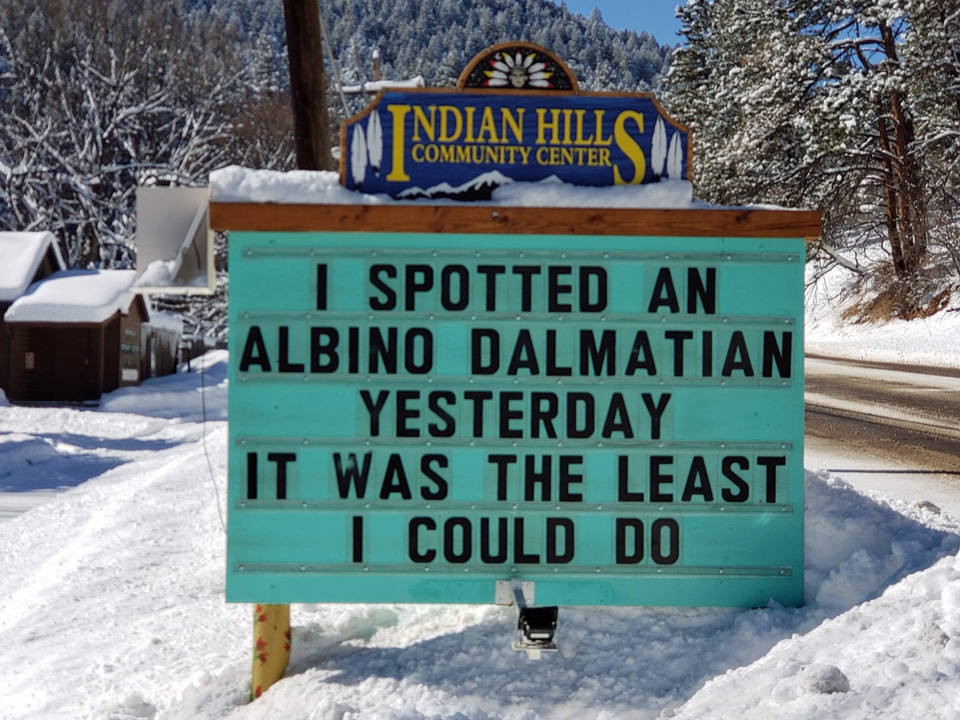 INDIAN HILLS
COMMUNITY CENTER
I SPOTTED AN
ALBINO DALMATIAN
YESTERDAY
IT WAS THE LEAST
I COULD DO